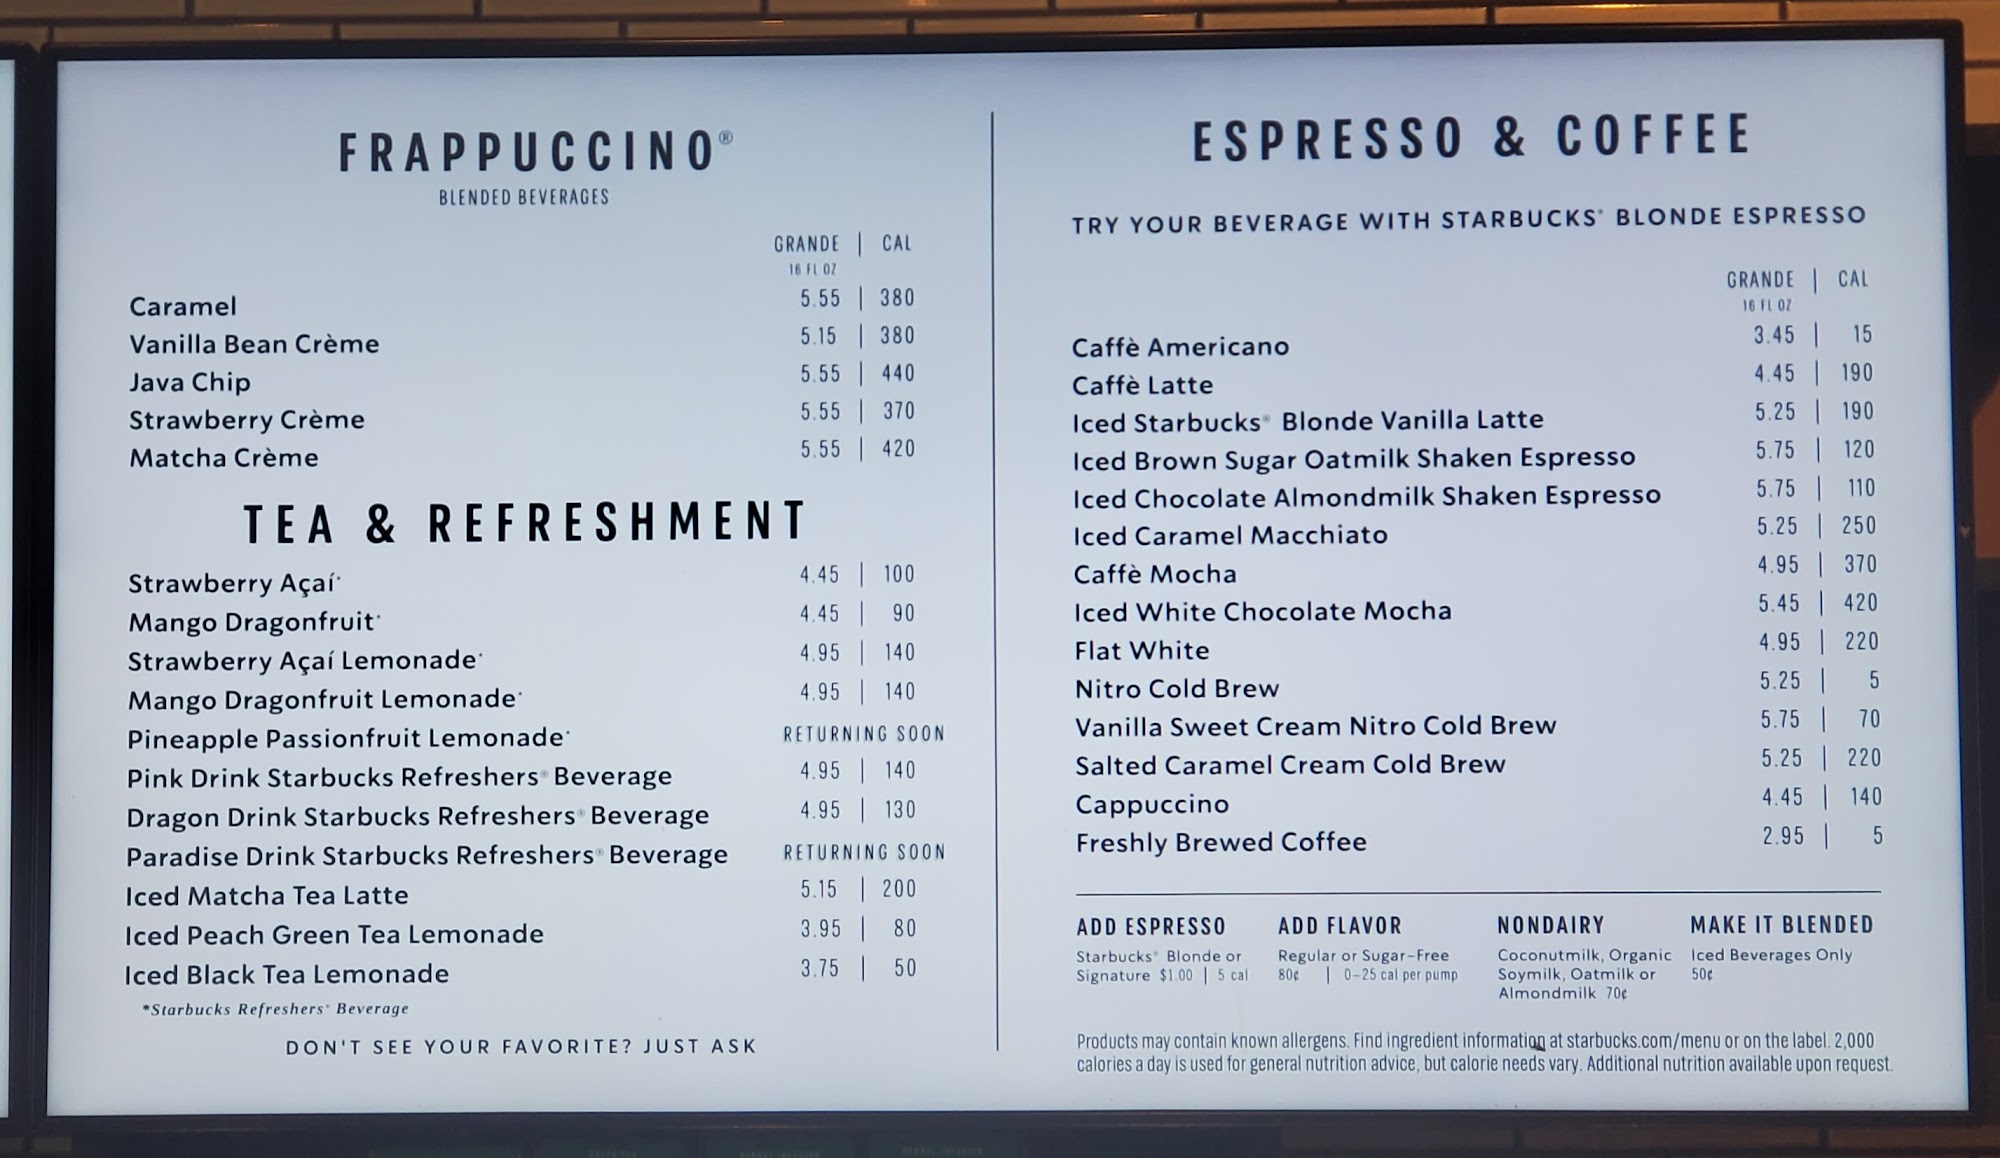 FRAPPUCCINO®
BLENDED BEVERAGES
GRANDE | CAL
16 FL OZ
Caramel 5.55 | 380
Vanilla Bean Crème 5.15 | 380
Java Chip 5.55 | 440
Strawberry Crème 5.55 | 370
Matcha Crème 5.55 | 420
TEA & REFRESHMENT
Strawberry Açaí* 4.45 | 100
Mango Dragonfruit* 4.45 | 90
Strawberry Açaí Lemonade* 4.95 | 140
Mango Dragonfruit Lemonade* 4.95 | 140
Pineapple Passionfruit Lemonade* RETURNING SOON
Pink Drink Starbucks Refreshers® Beverage 4.95 | 140
Dragon Drink Starbucks Refreshers® Beverage 4.95 | 130
Paradise Drink Starbucks Refreshers® Beverage RETURNING SOON
Iced Matcha Tea Latte 5.15 | 200
Iced Peach Green Tea Lemonade 3.95 | 80
Iced Black Tea Lemonade 3.75 | 50
*Starbucks Refreshers® Beverage
DON'T SEE YOUR FAVORITE? JUST ASK
ESPRESSO & COFFEE
TRY YOUR BEVERAGE WITH STARBUCKS® BLONDE ESPRESSO
GRANDE | CAL
16 FL OZ
Caffè Americano 3.45 | 15
Caffè Latte 4.45 | 190
Iced Starbucks® Blonde Vanilla Latte 5.25 | 190
Iced Brown Sugar Oatmilk Shaken Espresso 5.75 | 120
Iced Chocolate Almondmilk Shaken Espresso 5.75 | 110
Iced Caramel Macchiato 5.25 | 250
Caffè Mocha 4.95 | 370
Iced White Chocolate Mocha 5.45 | 420
Flat White 4.95 | 220
Nitro Cold Brew 5.25 | 5
Vanilla Sweet Cream Nitro Cold Brew 5.75 | 70
Salted Caramel Cream Cold Brew 5.25 | 220
Cappuccino 4.45 | 140
Freshly Brewed Coffee 2.95 | 5
ADD ESPRESSO
Starbucks® Blonde or
Signature $1.00 | 5 cal
ADD FLAVOR
Regular or Sugar-Free
80¢ | 0-25 cal per pump
NONDAIRY
Coconutmilk, Organic
Soymilk, Oatmilk or
Almondmilk 70¢
MAKE IT BLENDED
Iced Beverages Only
50¢
Products may contain known allergens. Find ingredient information at starbucks.com/menu or on the label. 2,000
calories a day is used for general nutrition advice, but calorie needs vary. Additional nutrition available upon request.